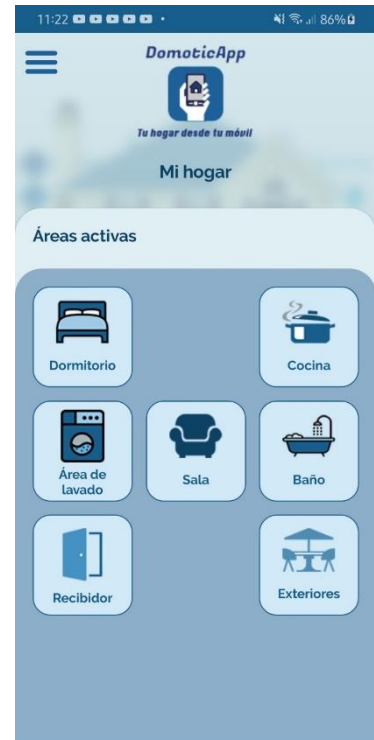 11:22
86%
DomoticApp
Tu hogar desde tu móvil
Mi hogar
Áreas activas
Dormitorio
Cocina
Área de
lavado
Sala
Baño
Recibidor
Exteriores